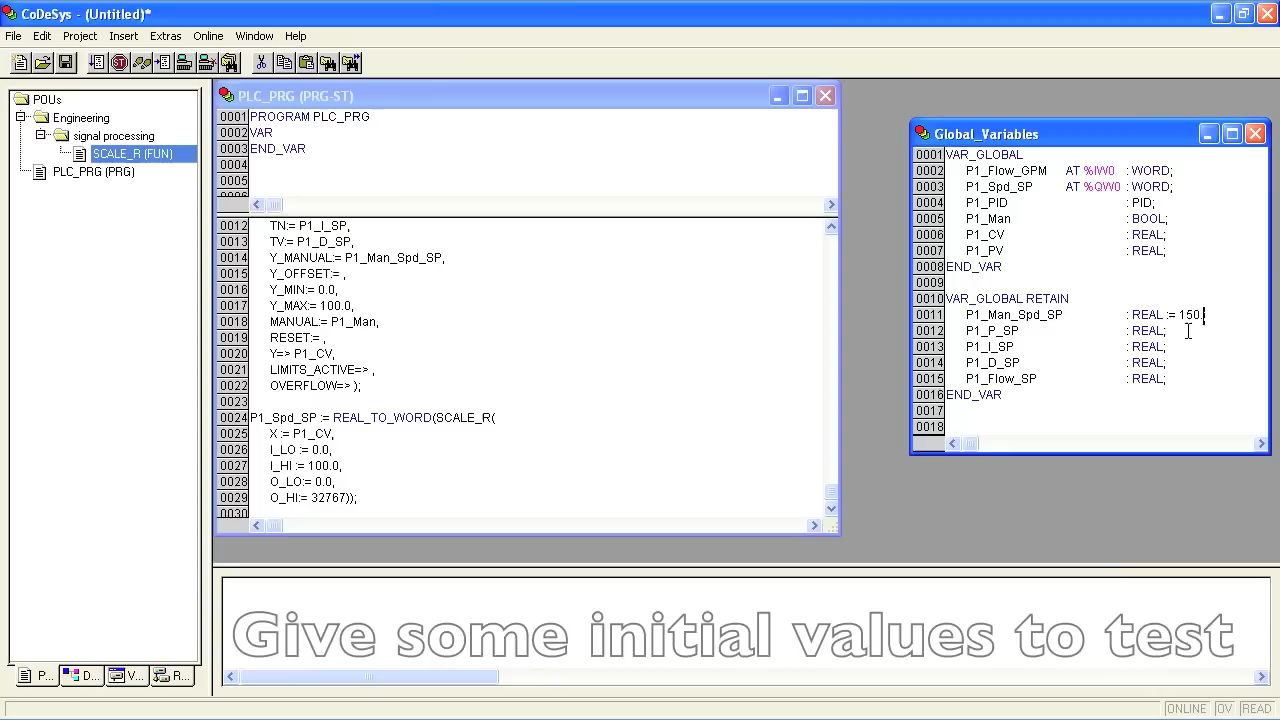 CoDeSys - (Untitled)*
File Edit Project Insert Extras Online Window Help
POUs
Engineering
signal processing
SCALE_R (FUN)
PLC_PRG (PRG)
P... D... V... R...
PLC_PRG (PRG-ST)
0001 PROGRAM PLC_PRG
0002 VAR
0003 END_VAR
0004
0005
0012 TN:= P1_I_SP,
0013 TV:= P1_D_SP,
0014 Y_MANUAL:= P1_Man_Spd_SP,
0015 Y_OFFSET:= ,
0016 Y_MIN:= 0.0,
0017 Y_MAX:= 100.0,
0018 MANUAL:= P1_Man,
0019 RESET:= ,
0020 Y=> P1_CV,
0021 LIMITS_ACTIVE=> ,
0022 OVERFLOW=> );
0023
0024 P1_Spd_SP := REAL_TO_WORD(SCALE_R(
0025 X := P1_CV,
0026 I_LO := 0.0,
0027 I_HI := 100.0,
0028 O_LO:= 0.0,
0029 O_HI:= 32767));
0030
Global_Variables
0001 VAR_GLOBAL
0002 P1_Flow_GPM AT %IW0 : WORD;
0003 P1_Spd_SP AT %QW0 : WORD;
0004 P1_PID : PID;
0005 P1_Man : BOOL;
0006 P1_CV : REAL;
0007 P1_PV : REAL;
0008 END_VAR
0009
0010 VAR_GLOBAL RETAIN
0011 P1_Man_Spd_SP : REAL := 150.
0012 P1_P_SP : REAL;
0013 P1_I_SP : REAL;
0014 P1_D_SP : REAL;
0015 P1_Flow_SP : REAL;
0016 END_VAR
0017
0018
Give some initial values to test
ONLINE OV READ